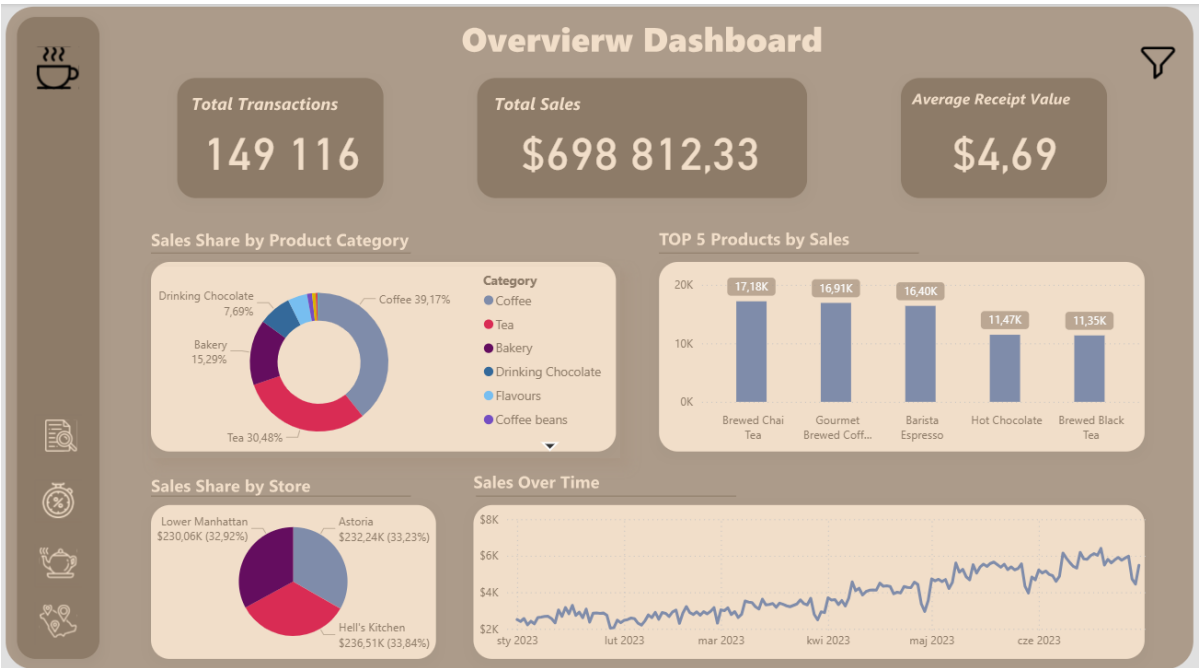 Overvierw Dashboard
Total Transactions
149 116
Total Sales
$698 812,33
Average Receipt Value
$4,69
Sales Share by Product Category
Drinking Chocolate
7,69%
Coffee 39,17%
Bakery
15,29%
Tea 30,48%
Category
Coffee
Tea
Bakery
Drinking Chocolate
Flavours
Coffee beans
TOP 5 Products by Sales
20K
10K
0K
17,18K
16,91K
16,40K
11,47K
11,35K
Brewed Chai
Tea
Gourmet
Brewed Coff...
Barista
Espresso
Hot Chocolate
Brewed Black
Tea
Sales Share by Store
Lower Manhattan
$230,06K (32,92%)
Astoria
$232,24K (33,23%)
Hell's Kitchen
$236,51K (33,84%)
Sales Over Time
$8K
$6K
$4K
$2K
sty 2023
lut 2023
mar 2023
kwi 2023
maj 2023
cze 2023